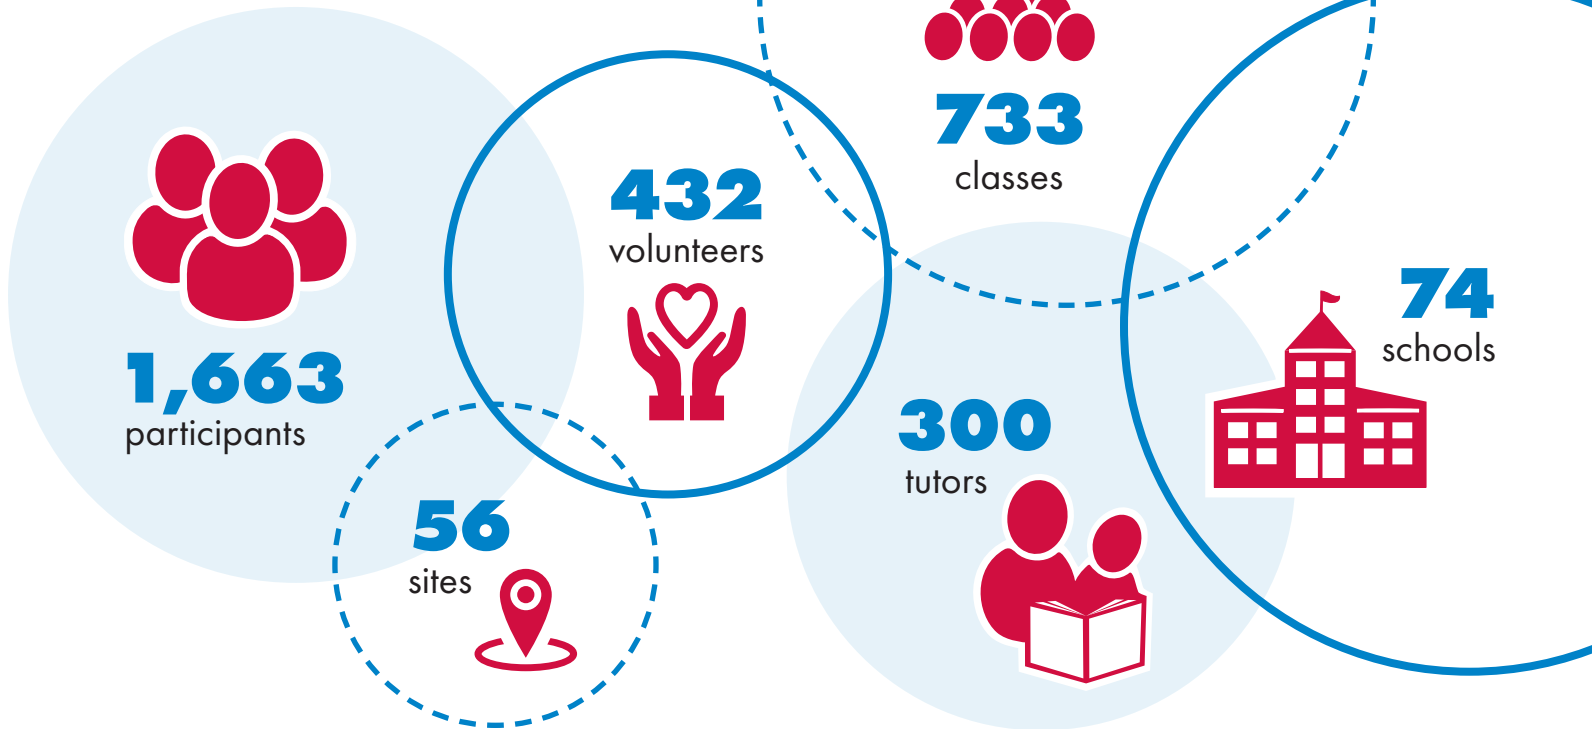 1,663
participants
432
volunteers
56
sites
733
classes
300
tutors
74
schools